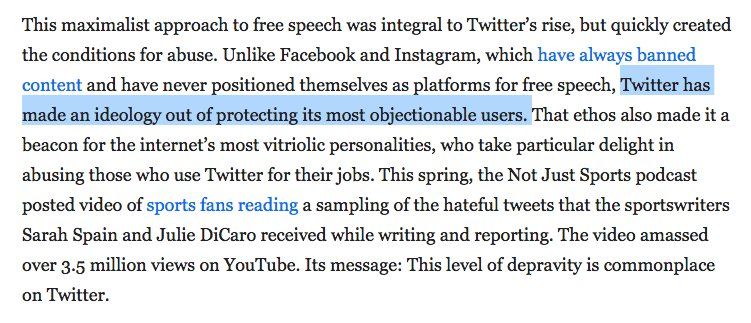 This maximalist approach to free speech was integral to Twitter’s rise, but quickly created
the conditions for abuse. Unlike Facebook and Instagram, which have always banned
content and have never positioned themselves as platforms for free speech, Twitter has
made an ideology out of protecting its most objectionable users. That ethos also made it a
beacon for the internet’s most vitriolic personalities, who take particular delight in
abusing those who use Twitter for their jobs. This spring, the Not Just Sports podcast
posted video of sports fans reading a sampling of the hateful tweets that the sportswriters
Sarah Spain and Julie DiCaro received while writing and reporting. The video amassed
over 3.5 million views on YouTube. Its message: This level of depravity is commonplace
on Twitter.